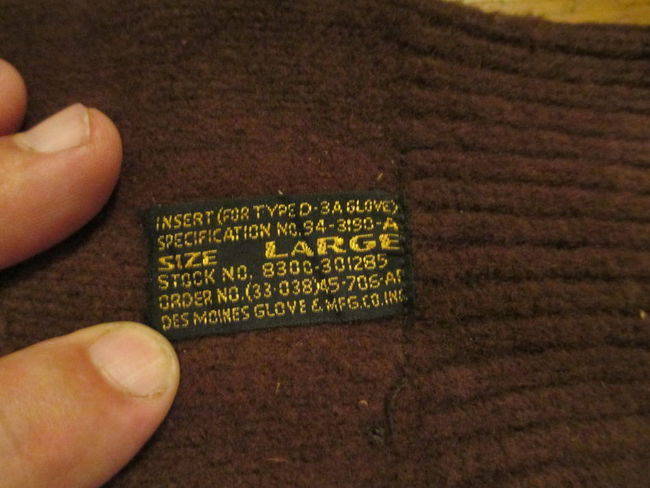 INSERT (FOR TYPE D-3A GLOVE)
SPECIFICATION NO. 94-3190-A
SIZE LARGE
STOCK NO. 8300-301285
ORDER NO. (33-038)45-706-AF
DES MOINES GLOVE & MFG. CO. INC